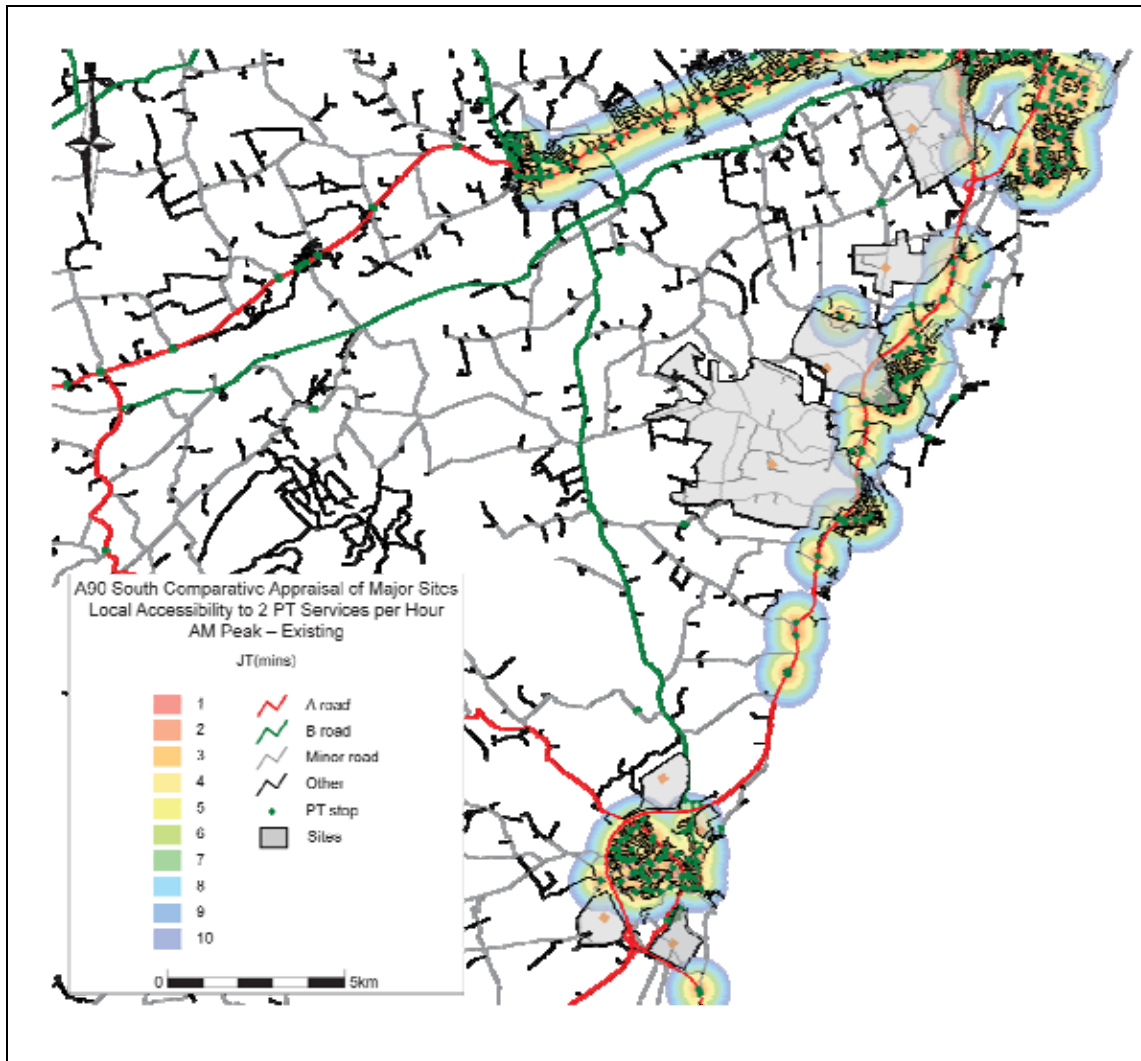 A90 South Comparative Appraisal of Major Sites
Local Accessibility to 2 PT Services per Hour
AM Peak – Existing
JT(mins)
1 A road
2 B road
3 Minor road
4 Other
5 PT stop
6 Sites
7
8
9
10
0 5km